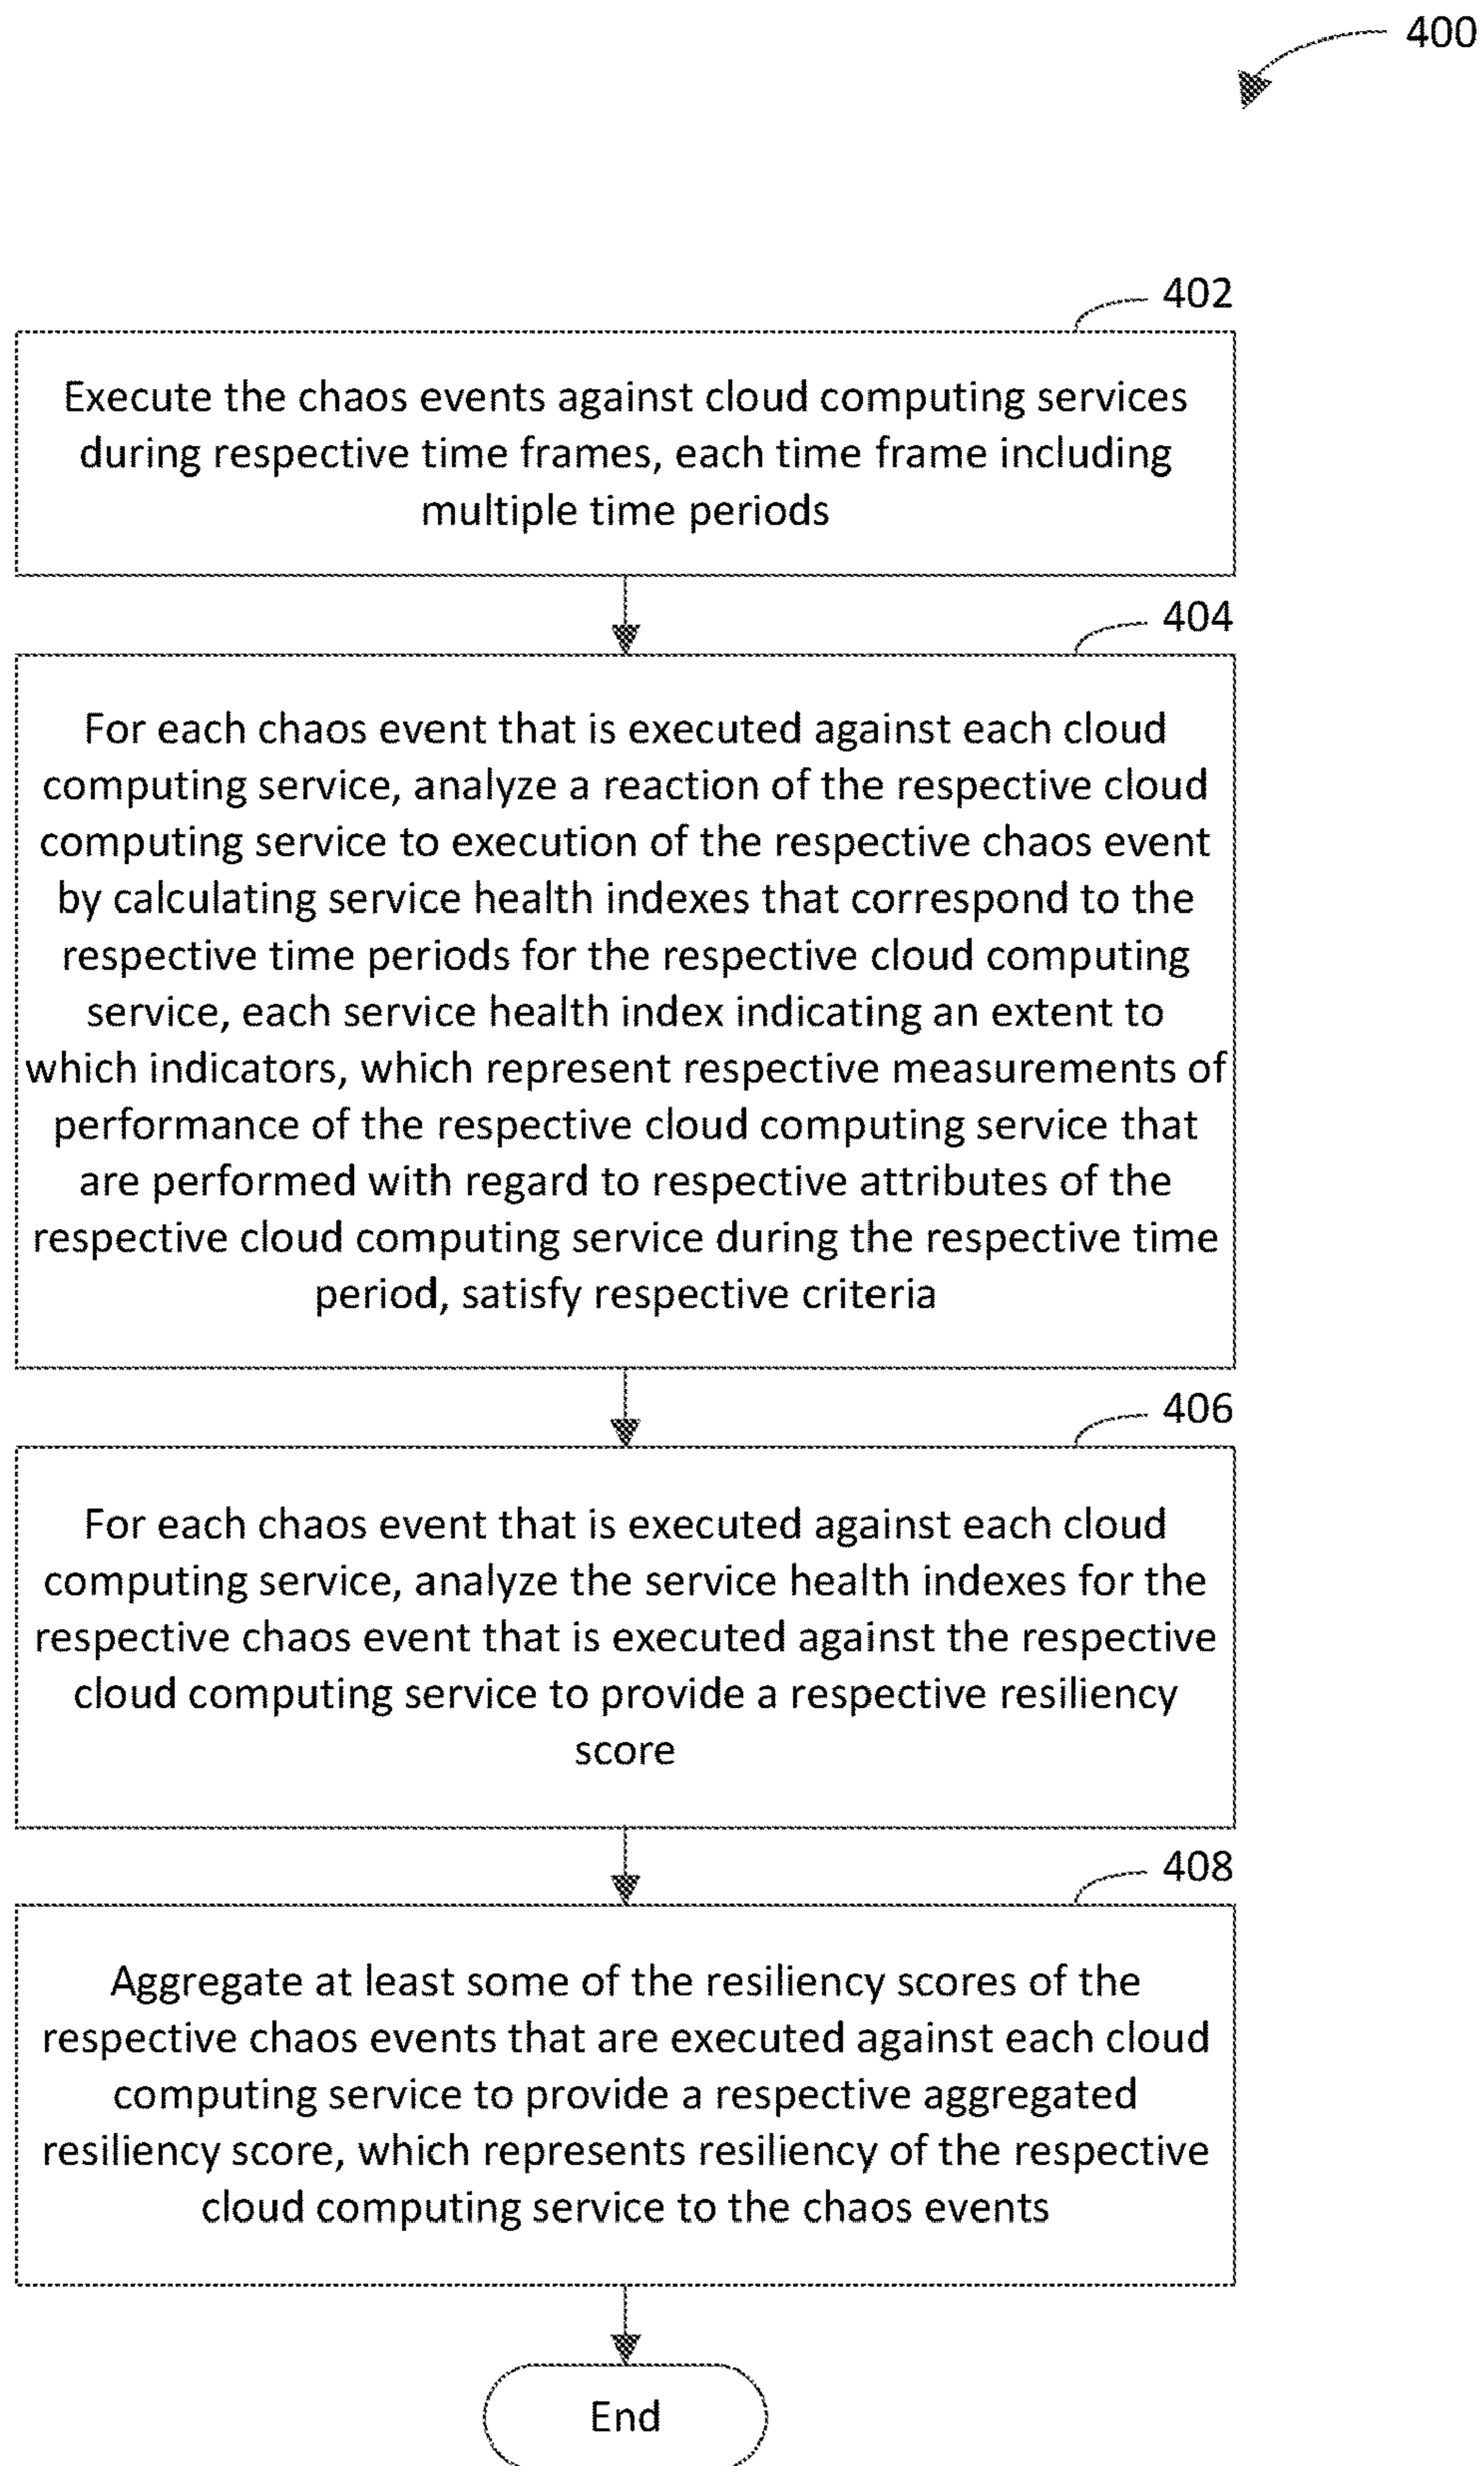 400
402
Execute the chaos events against cloud computing services
during respective time frames, each time frame including
multiple time periods
404
For each chaos event that is executed against each cloud
computing service, analyze a reaction of the respective cloud
computing service to execution of the respective chaos event
by calculating service health indexes that correspond to the
respective time periods for the respective cloud computing
service, each service health index indicating an extent to
which indicators, which represent respective measurements of
performance of the respective cloud computing service that
are performed with regard to respective attributes of the
respective cloud computing service during the respective time
period, satisfy respective criteria
406
For each chaos event that is executed against each cloud
computing service, analyze the service health indexes for the
respective chaos event that is executed against the respective
cloud computing service to provide a respective resiliency
score
408
Aggregate at least some of the resiliency scores of the
respective chaos events that are executed against each cloud
computing service to provide a respective aggregated
resiliency score, which represents resiliency of the respective
cloud computing service to the chaos events
End